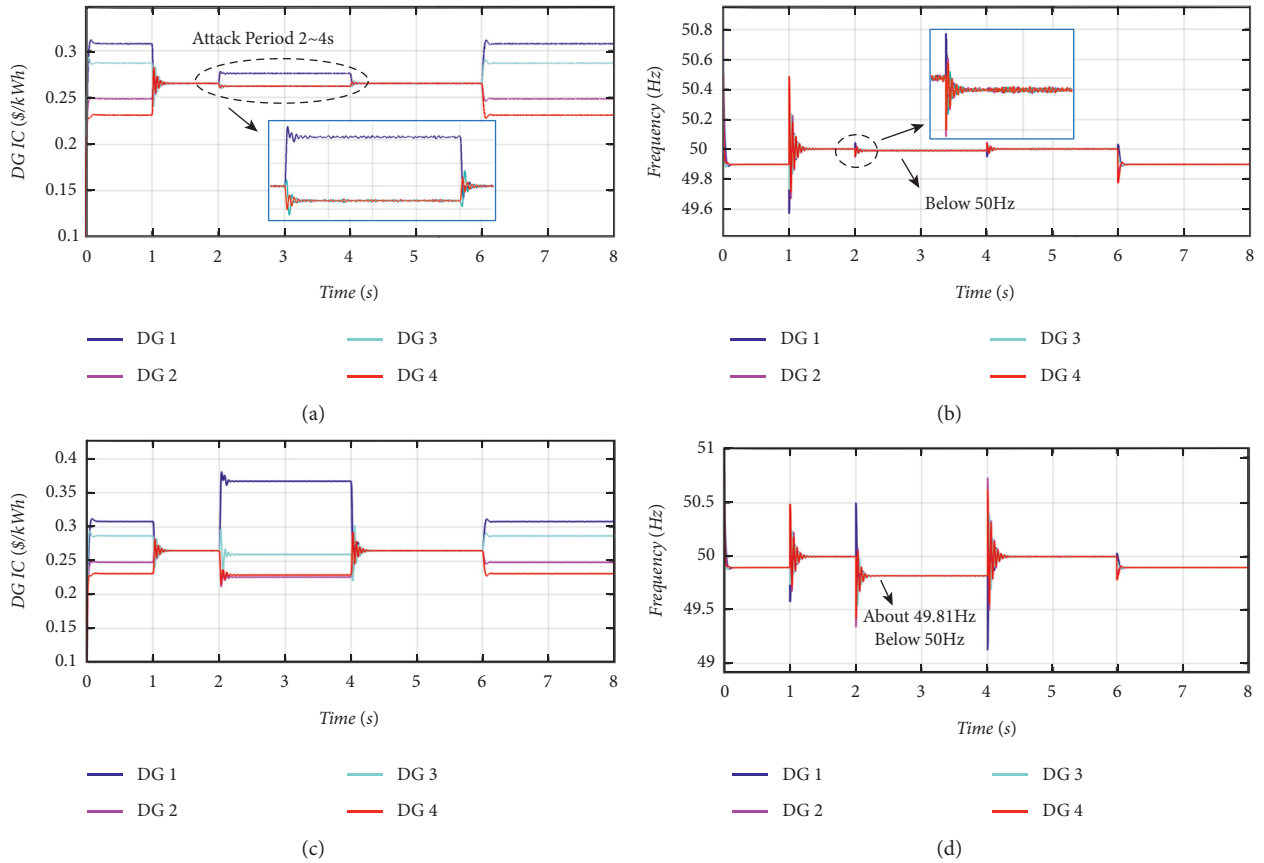 Attack Period 2~4s
DG IC ($/kWh)
0.3
0.25
0.2
0.15
0.1
0 1 2 3 4 5 6 7 8
Time (s)
DG 1
DG 3
DG 2
DG 4
(a)
Frequency (Hz)
50.8
50.6
50.4
50.2
50
49.8
49.6
Below 50Hz
0 1 2 3 4 5 6 7 8
Time (s)
DG 1
DG 3
DG 2
DG 4
(b)
DG IC ($/kWh)
0.4
0.35
0.3
0.25
0.2
0.15
0.1
0 1 2 3 4 5 6 7 8
Time (s)
DG 1
DG 3
DG 2
DG 4
(c)
Frequency (Hz)
51
50.5
50
49.5
49
About 49.81Hz
Below 50Hz
0 1 2 3 4 5 6 7 8
Time (s)
DG 1
DG 3
DG 2
DG 4
(d)